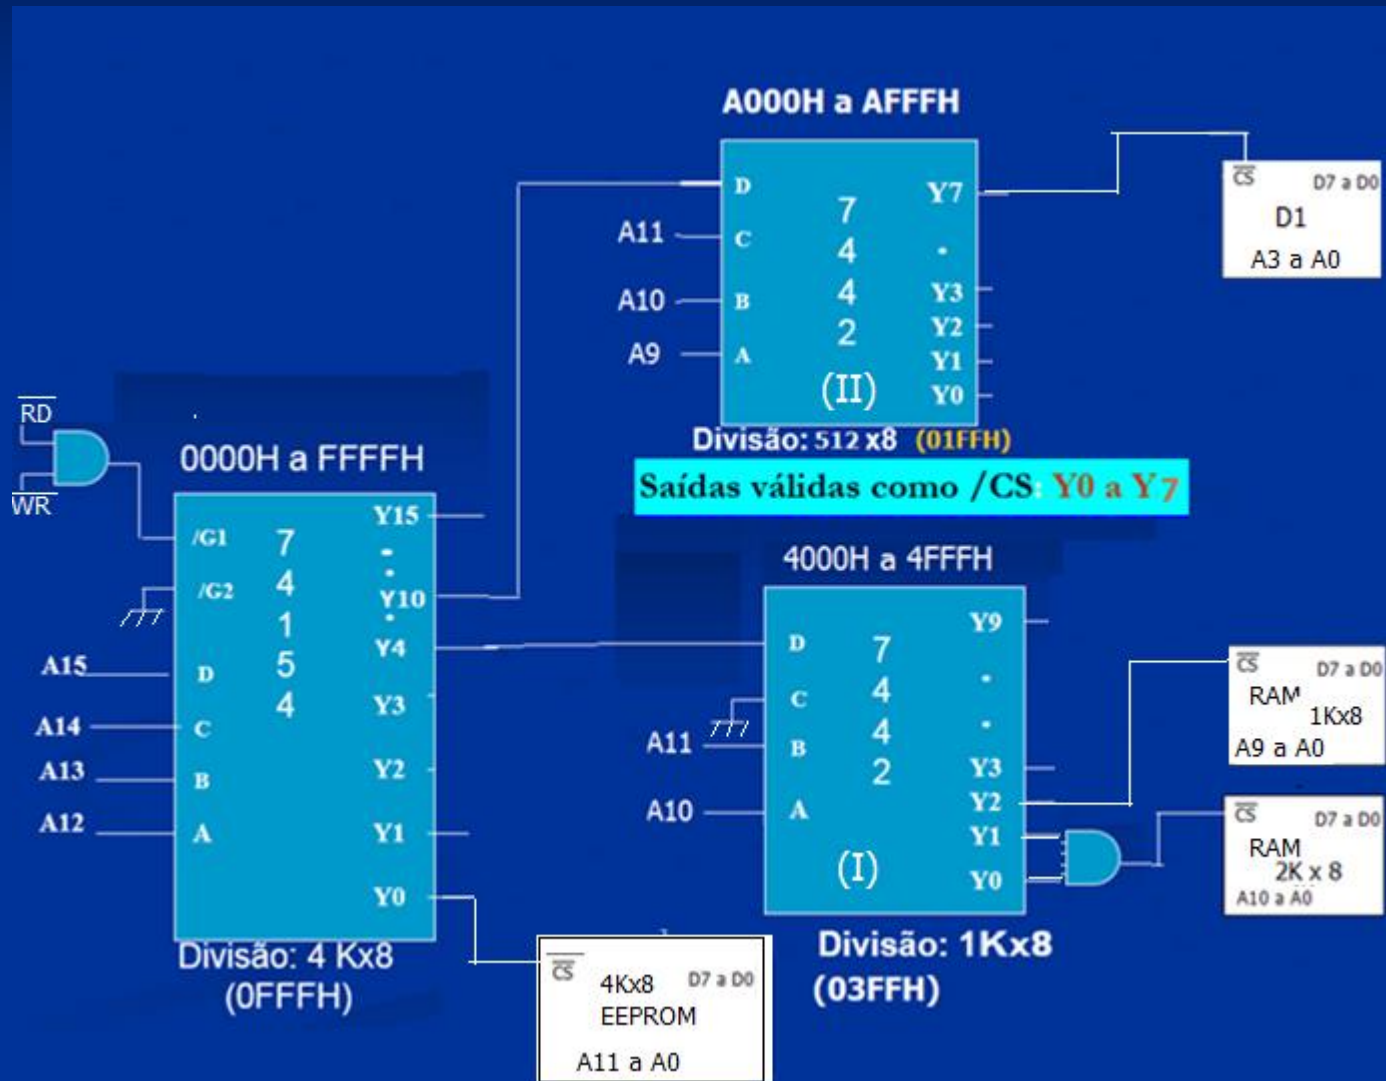 A000H a AFFFH
D
A11
C
A10
B
A9
A
7
4
4
2
(II)
Y7
Y3
Y2
Y1
Y0
CS
D7 a D0
D1
A3 a A0
Divisão: 512 x8 (01FFH)
Saídas válidas como /CS: Y0 a Y7
RD
WR
0000H a FFFFH
/G1
/G2
A15
D
A14
C
A13
B
A12
A
7
4
1
5
4
Y15
Y10
Y4
Y3
Y2
Y1
Y0
Divisão: 4 Kx8
(0FFFH)
CS
4Kx8
D7 a D0
EEPROM
A11 a A0
4000H a 4FFFH
D
C
A11
B
A10
A
7
4
4
2
(I)
Y9
Y3
Y2
Y1
Y0
Divisão: 1Kx8
(03FFH)
CS
D7 a D0
RAM
1Kx8
A9 a A0
CS
D7 a D0
RAM
2K x 8
A10 a A0